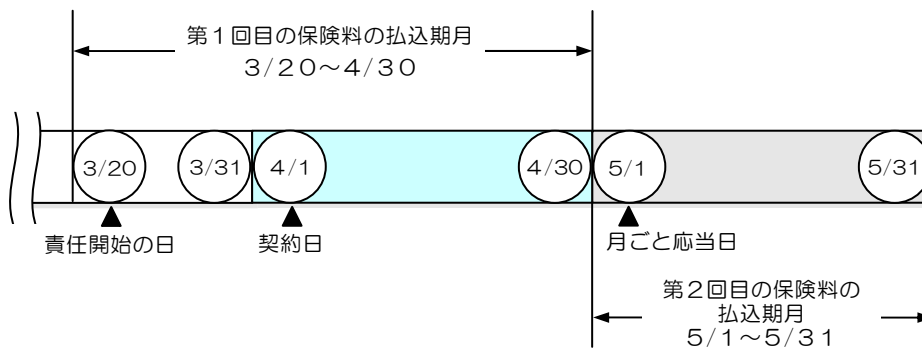 第1回目の保険料の払込期月
3/20～4/30
3/20
3/31
4/1
4/30
5/1
5/31
責任開始の日
契約日
月ごと応当日
第2回目の保険料の
払込期月
5/1～5/31